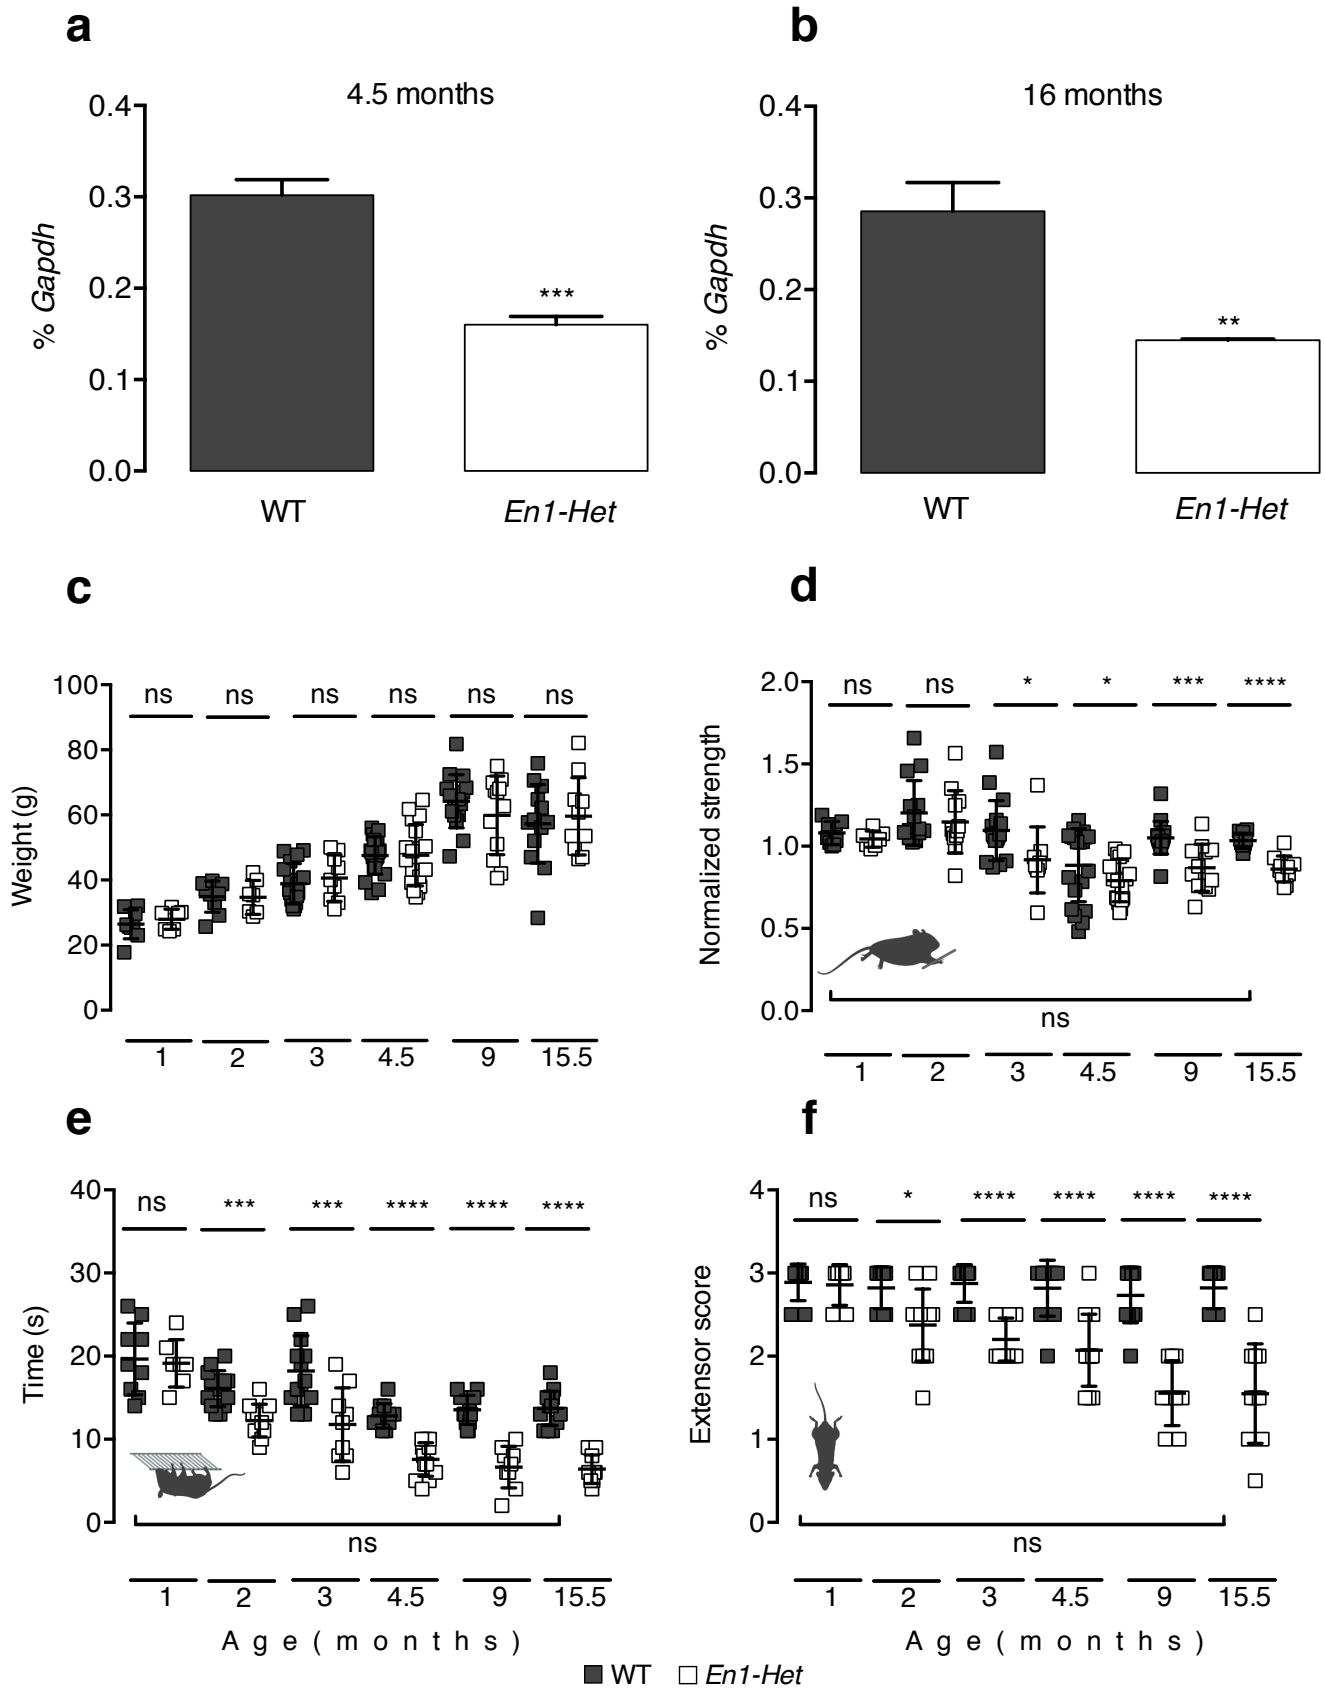 a
4.5 months
0.4
0.3
0.2
0.1
0.0
% Gapdh
***
WT
En1-Het
b
16 months
0.4
0.3
0.2
0.1
0.0
% Gapdh
**
WT
En1-Het
c
100
80
60
40
20
0
Weight (g)
ns ns ns ns ns ns
1 2 3 4.5 9 15.5
d
2.0
1.5
1.0
0.5
0.0
Normalized strength
ns ns * * *** ****
ns
1 2 3 4.5 9 15.5
e
40
30
20
10
0
Time (s)
ns *** *** **** **** ****
ns
1 2 3 4.5 9 15.5
Age (months)
f
4
3
2
1
0
Extensor score
ns * **** **** **** ****
ns
1 2 3 4.5 9 15.5
Age (months)
WT En1-Het